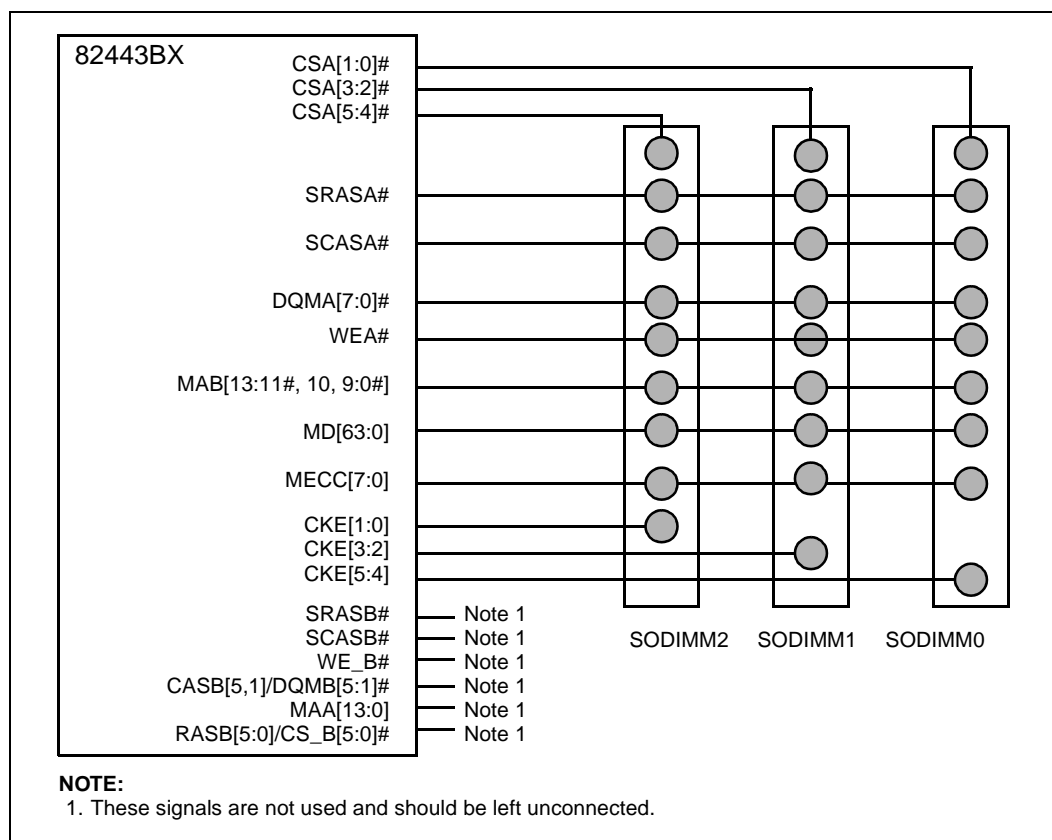 82443BX
CSA[1:0]#
CSA[3:2]#
CSA[5:4]#
SRASA#
SCASA#
DQMA[7:0]#
WEA#
MAB[13:11#, 10, 9:0#]
MD[63:0]
MECC[7:0]
CKE[1:0]
CKE[3:2]
CKE[5:4]
SRASB# Note 1
SCASB# Note 1
WE_B# Note 1
CASB[5,1]/DQMB[5:1]# Note 1
MAA[13:0] Note 1
RASB[5:0]/CS_B[5:0]# Note 1
SODIMM2 SODIMM1 SODIMM0
NOTE:
1. These signals are not used and should be left unconnected.